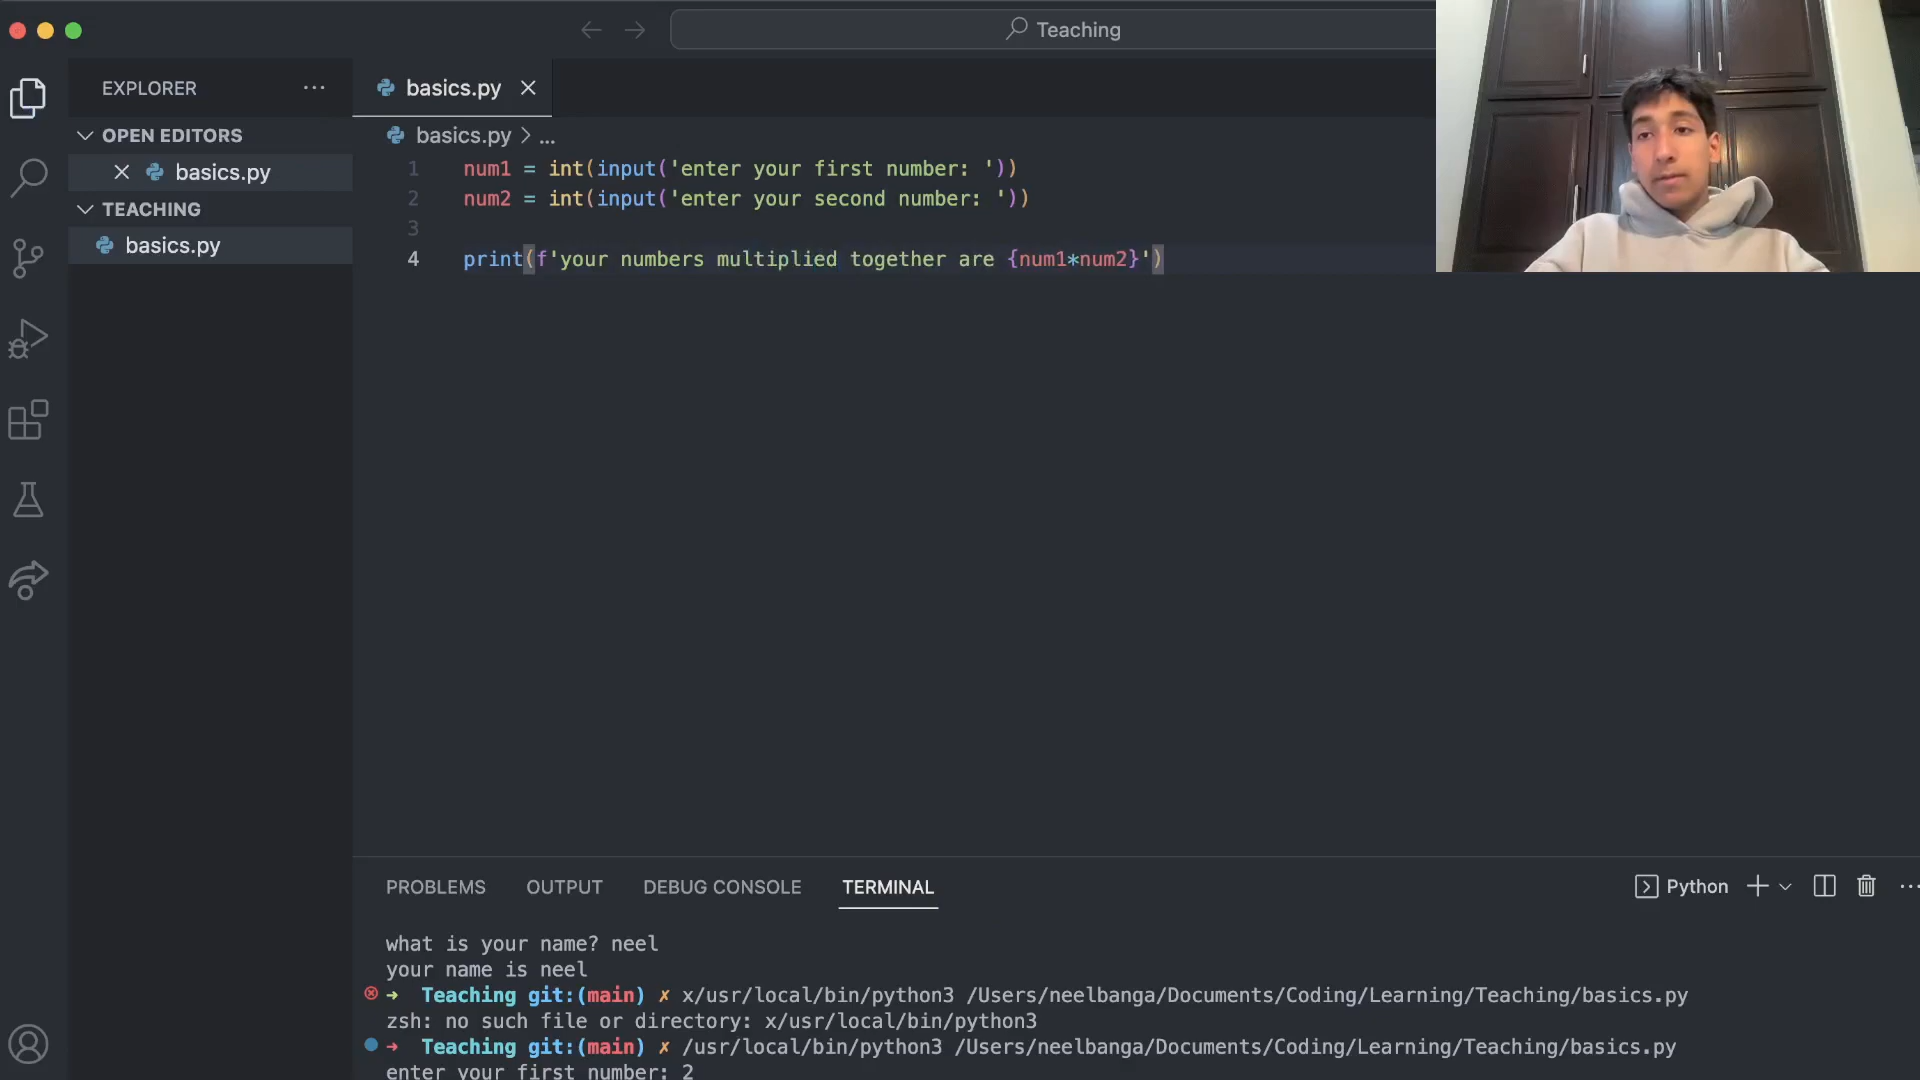 Teaching
EXPLORER ...
OPEN EDITORS
basics.py
TEACHING
basics.py
basics.py
basics.py > ...
1 num1 = int(input('enter your first number: '))
2 num2 = int(input('enter your second number: '))
3
4 print(f'your numbers multiplied together are {num1*num2}')
PROBLEMS OUTPUT DEBUG CONSOLE TERMINAL
Python
what is your name? neel
your name is neel
➜ Teaching git:(main) ✗ x/usr/local/bin/python3 /Users/neelbanga/Documents/Coding/Learning/Teaching/basics.py
zsh: no such file or directory: x/usr/local/bin/python3
➜ Teaching git:(main) ✗ /usr/local/bin/python3 /Users/neelbanga/Documents/Coding/Learning/Teaching/basics.py
enter your first number: 2